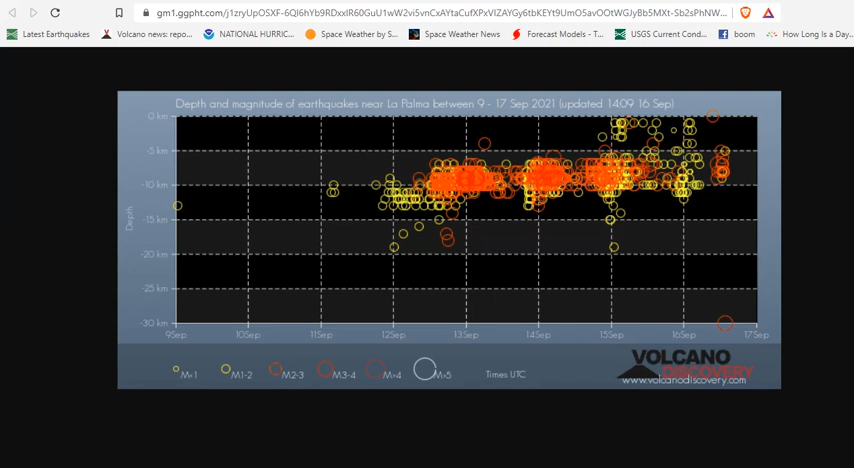 gm1.ggpht.com/j1zryUpOSXF-6QJ6hYb9RDxxIR60GuU1wW2vi5vnCxAYtaCufXPxVIZAYGy6tbKEYt9UmO5avOOtWGJyBb5MXt-Sb2sPhNW...
Latest Earthquakes Volcano news: repo... NATIONAL HURRIC... Space Weather by S... Space Weather News Forecast Models - T... USGS Current Cond... boom How Long Is a Day...
Depth and magnitude of earthquakes near La Palma between 9 - 17 Sep 2021 (updated 14:09 16 Sep)
0 km
-5 km
-10 km
-15 km
-20 km
-25 km
-30 km
Depth
9Sep 10Sep 11Sep 12Sep 13Sep 14Sep 15Sep 16Sep 17Sep
M<1 M1-2 M2-3 M3-4 M>4 M>5 Times UTC
VOLCANO
DISCOVERY
www.volcanodiscovery.com